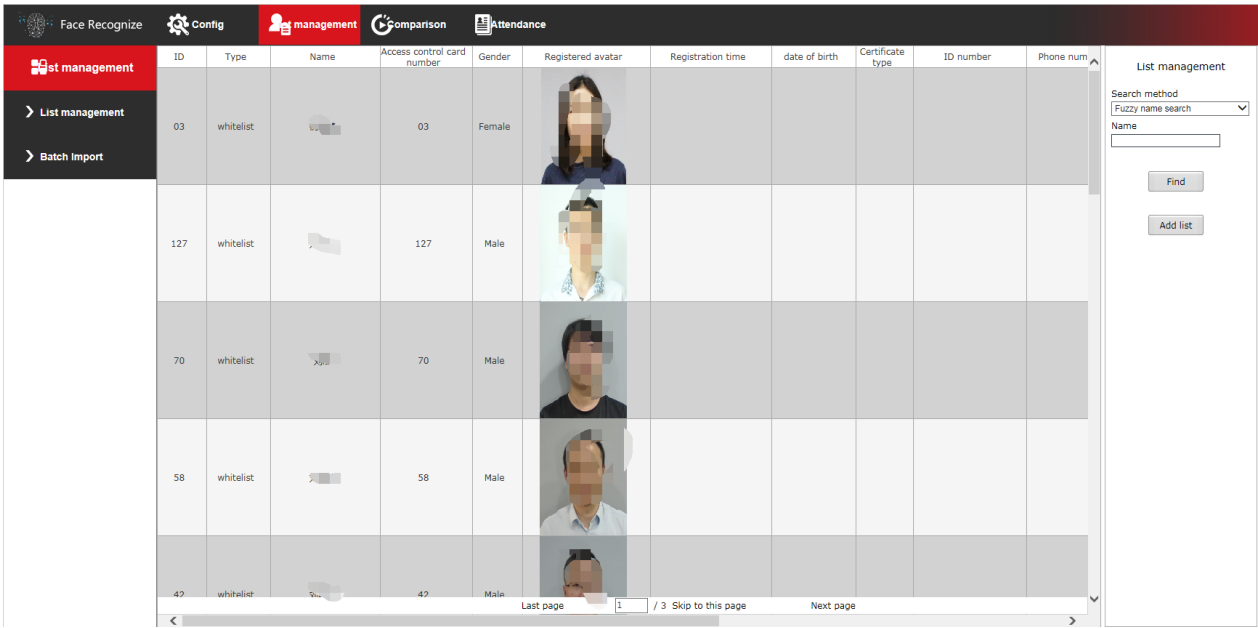 Face Recognize
Config
st management
Comparison
Attendance
st management
List management
Batch Import
ID Type Name Access control card number Gender Registered avatar Registration time date of birth Certificate type ID number Phone num
03 whitelist 03 Female
127 whitelist 127 Male
70 whitelist 70 Male
58 whitelist 58 Male
42 whitelist 42 Male
Last page 1 / 3 Skip to this page Next page
List management
Search method
Fuzzy name search
Name
Find
Add list